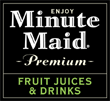 ENJOY
Minute
Maid®
Premium
FRUIT JUICES
& DRINKS